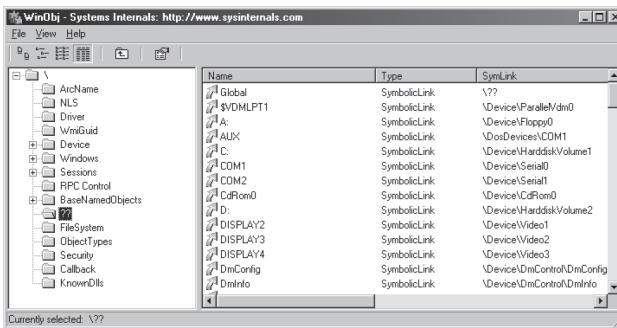 WinObj - Systems Internals: http://www.sysinternals.com
File View Help
\
ArcName
NLS
Driver
WmiGuid
Device
Windows
Sessions
RPC Control
BaseNamedObjects
??
FileSystem
ObjectTypes
Security
Callback
KnownDlls
Name Type SymLink
Global SymbolicLink \??
$VDMLPT1 SymbolicLink \Device\ParallelVdm0
A: SymbolicLink \Device\Floppy0
AUX SymbolicLink \DosDevices\COM1
C: SymbolicLink \Device\HarddiskVolume1
COM1 SymbolicLink \Device\Serial0
COM2 SymbolicLink \Device\Serial1
CdRom0 SymbolicLink \Device\CdRom0
D: SymbolicLink \Device\HarddiskVolume2
DISPLAY2 SymbolicLink \Device\Video1
DISPLAY3 SymbolicLink \Device\Video2
DISPLAY4 SymbolicLink \Device\Video3
DmConfig SymbolicLink \Device\DmControl\DmConfig
DmInfo SymbolicLink \Device\DmControl\DmInfo
Currently selected: \??